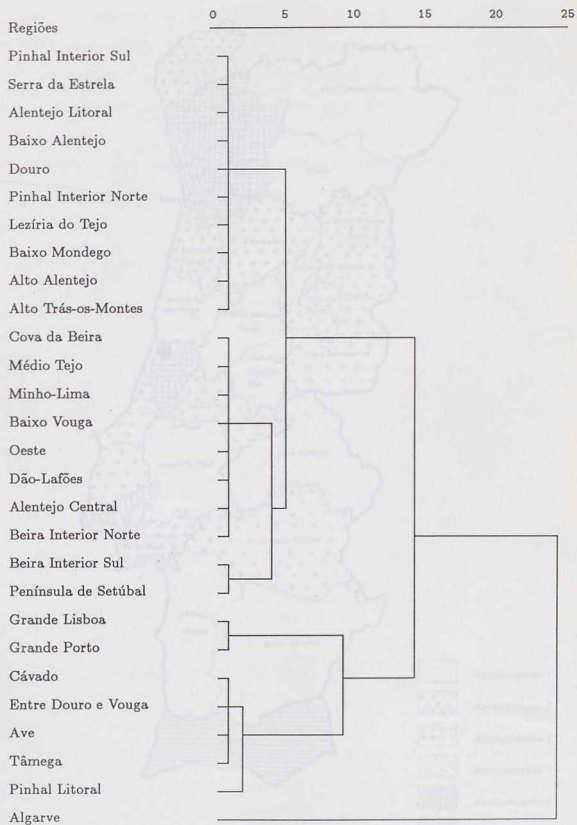 0 5 10 15 20 25
Regiões
Pinhal Interior Sul
Serra da Estrela
Alentejo Litoral
Baixo Alentejo
Douro
Pinhal Interior Norte
Lezíria do Tejo
Baixo Mondego
Alto Alentejo
Alto Trás-os-Montes
Cova da Beira
Médio Tejo
Minho-Lima
Baixo Vouga
Oeste
Dão-Lafões
Alentejo Central
Beira Interior Norte
Beira Interior Sul
Península de Setúbal
Grande Lisboa
Grande Porto
Cávado
Entre Douro e Vouga
Ave
Tâmega
Pinhal Litoral
Algarve